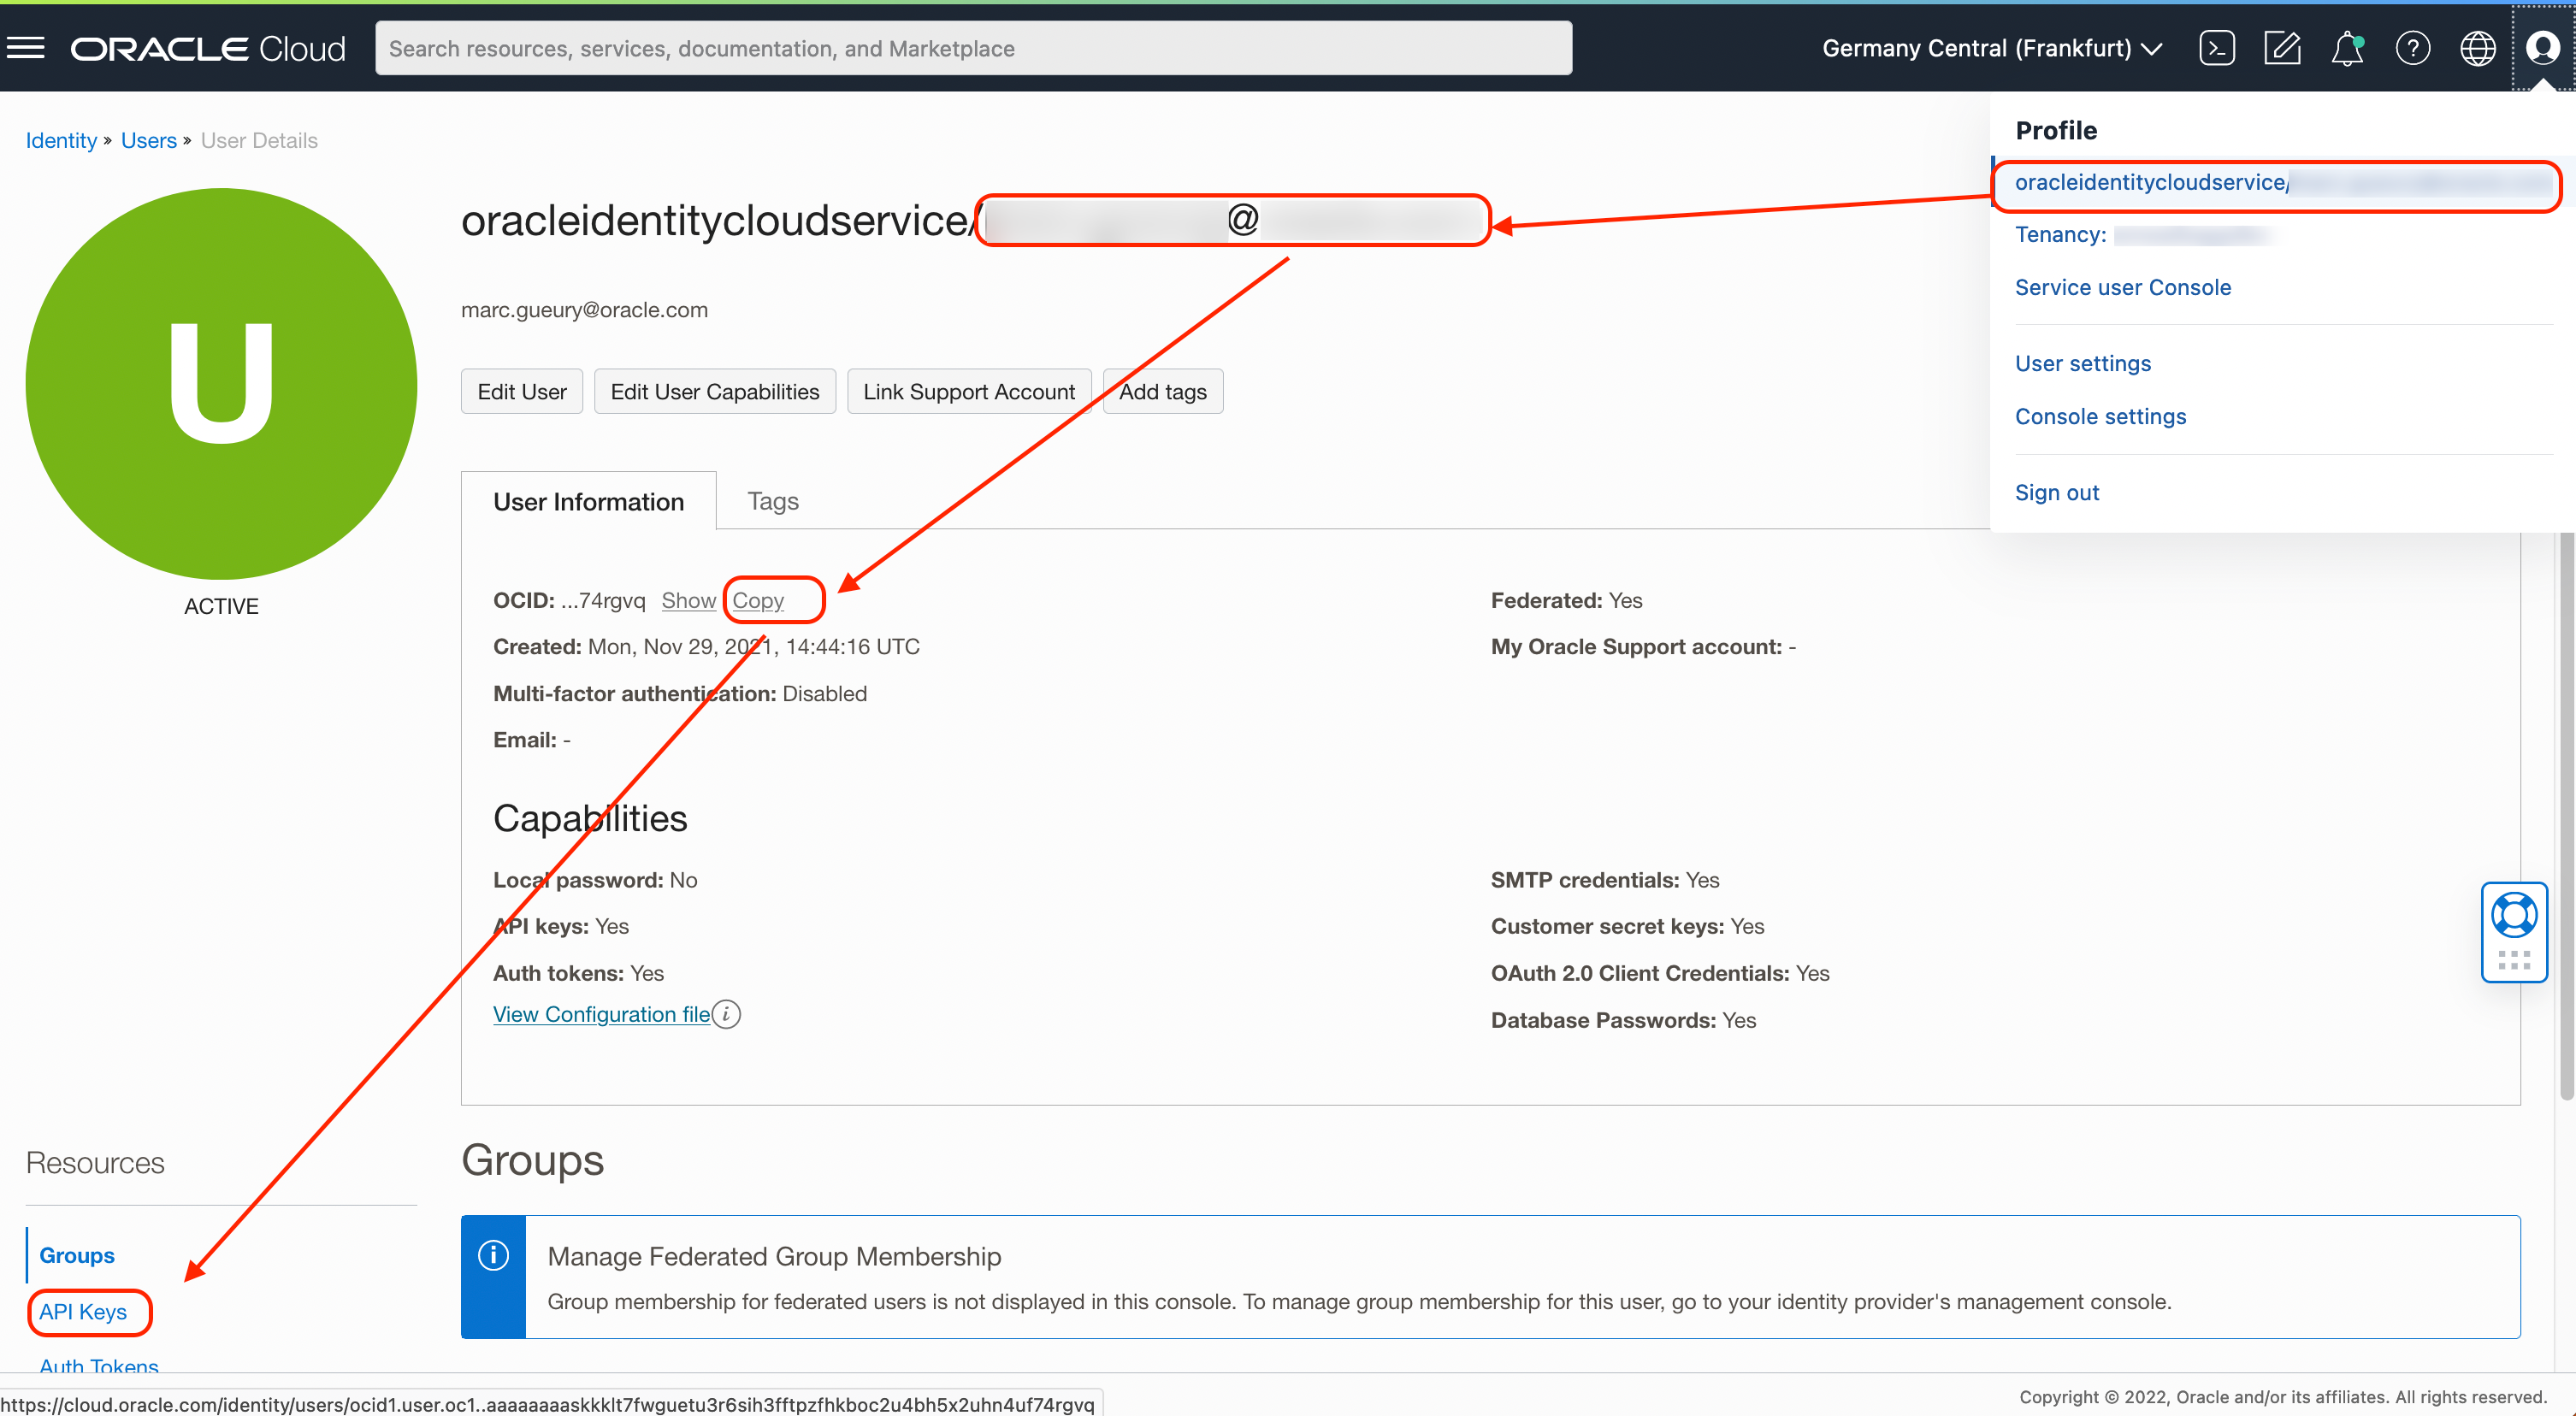 ORACLE Cloud
Search resources, services, documentation, and Marketplace
Germany Central (Frankfurt)
Identity » Users » User Details
Profile
oracleidentitycloudservice/
Tenancy:
Service user Console
User settings
Console settings
Sign out
U
ACTIVE
oracleidentitycloudservice/ @
marc.gueury@oracle.com
Edit User Edit User Capabilities Link Support Account Add tags
User Information Tags
OCID: ...74rgvq Show Copy
Federated: Yes
Created: Mon, Nov 29, 2021, 14:44:16 UTC
My Oracle Support account: -
Multi-factor authentication: Disabled
Email: -
Capabilities
Local password: No
SMTP credentials: Yes
API keys: Yes
Customer secret keys: Yes
Auth tokens: Yes
OAuth 2.0 Client Credentials: Yes
View Configuration file i
Database Passwords: Yes
Resources
Groups
API Keys
Auth Tokens
Groups
Manage Federated Group Membership
Group membership for federated users is not displayed in this console. To manage group membership for this user, go to your identity provider's management console.
https://cloud.oracle.com/identity/users/ocid1.user.oc1..aaaaaaaaskkklt7fwguetu3r6sih3fftpzfhkboc2u4bh5x2uhn4uf74rgvq
Copyright © 2022, Oracle and/or its affiliates. All rights reserved.